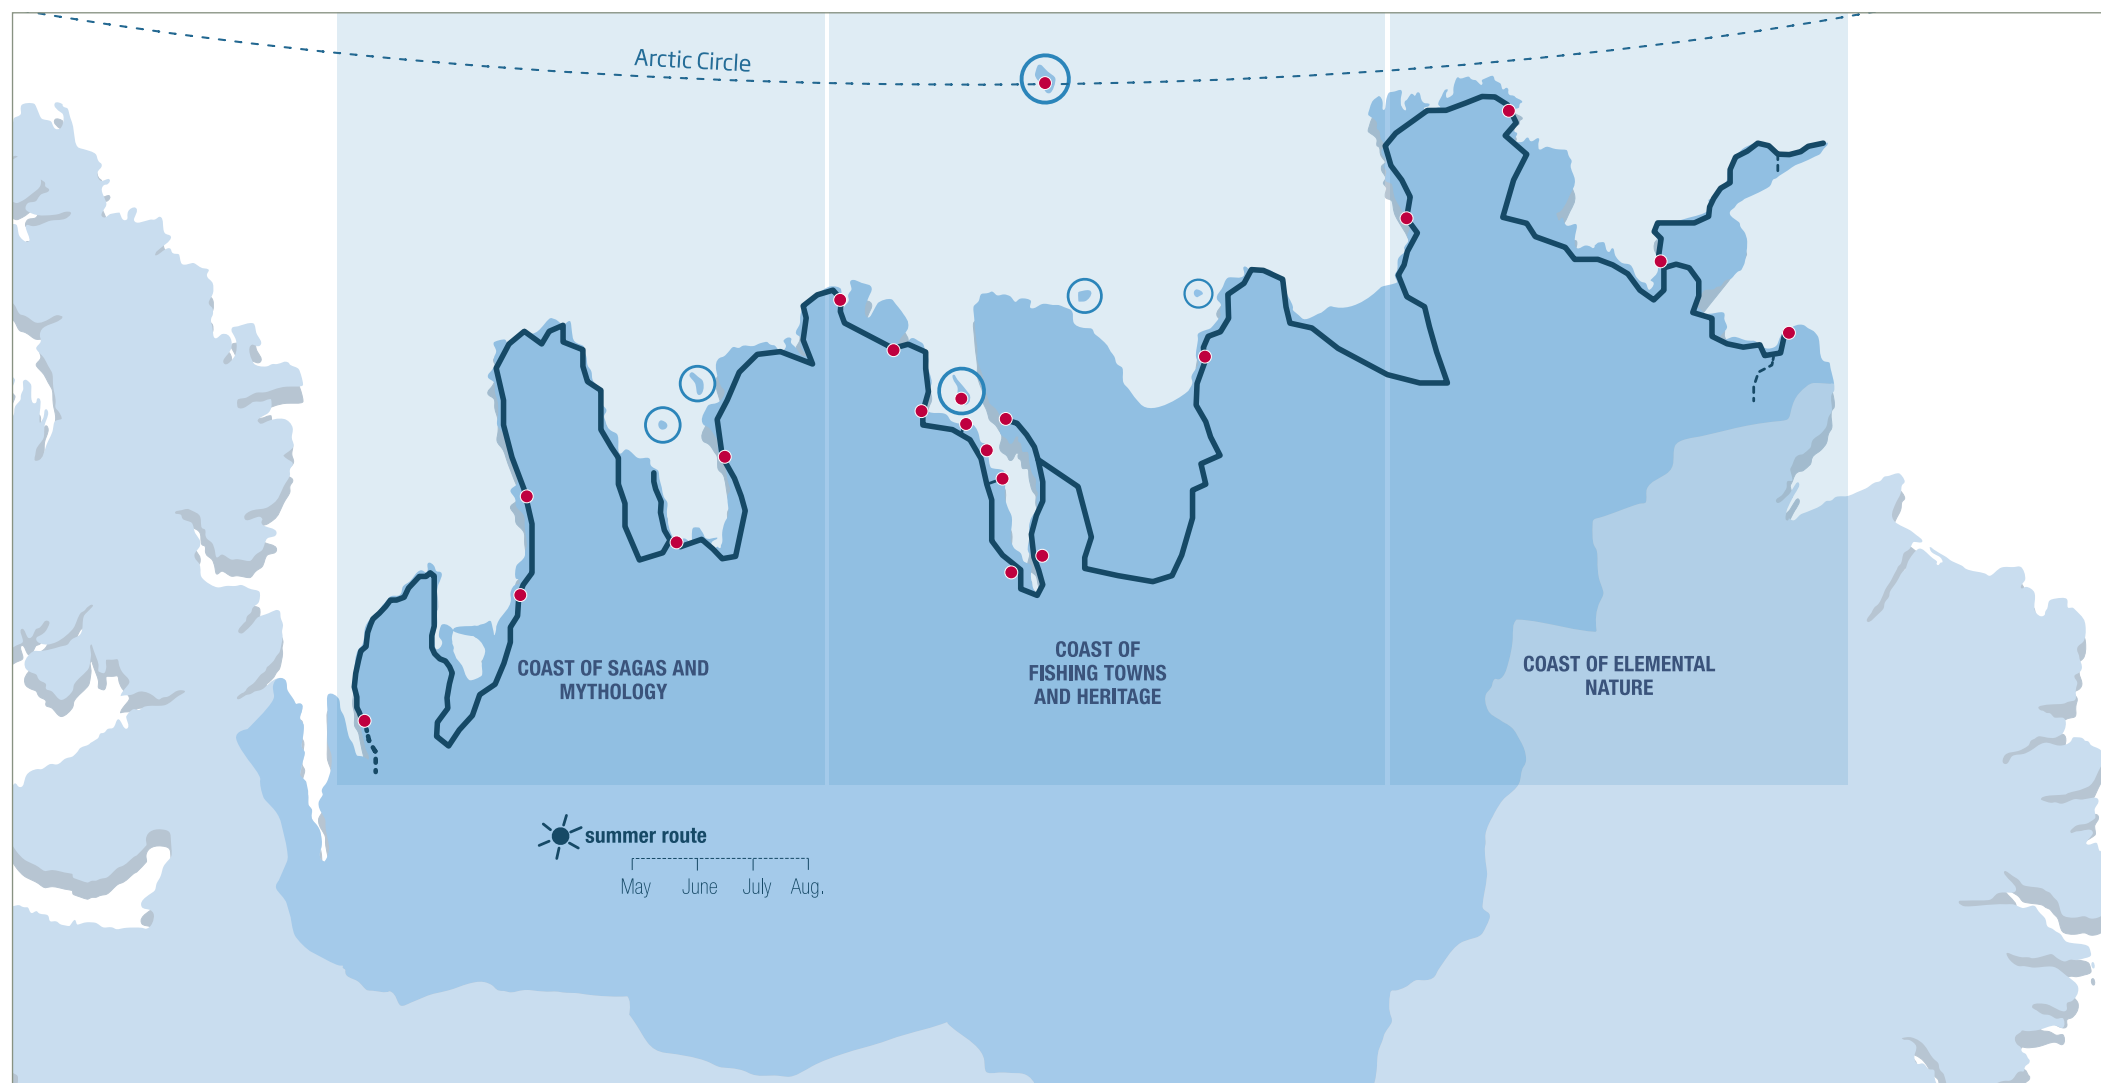 Arctic Circle
COAST OF SAGAS AND
MYTHOLOGY
COAST OF
FISHING TOWNS
AND HERITAGE
COAST OF ELEMENTAL
NATURE
summer route
May June July Aug.